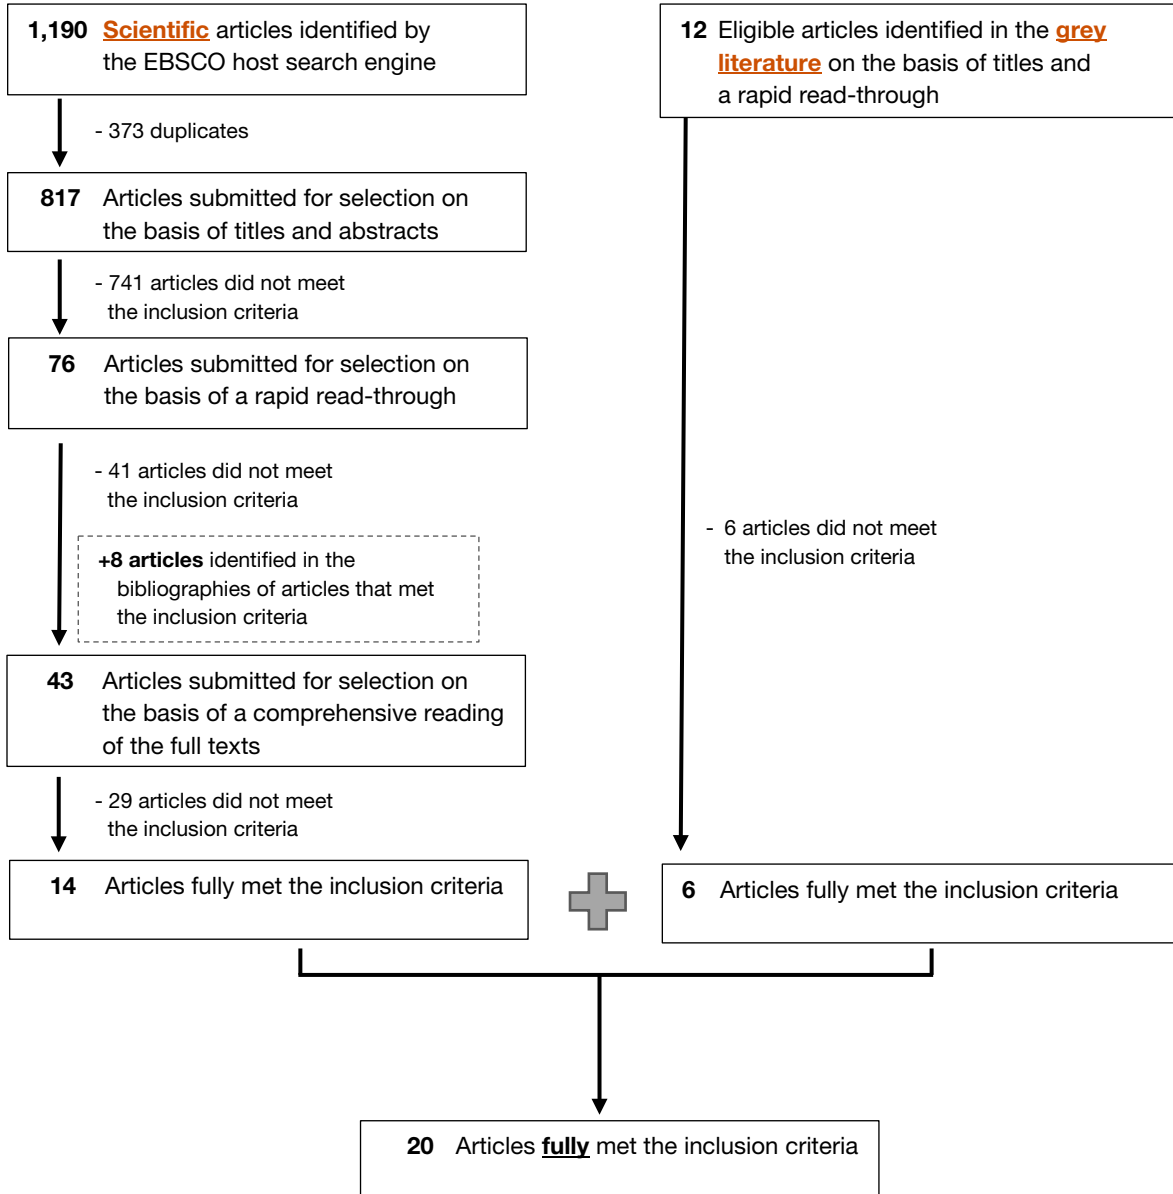 1,190 Scientific articles identified by
the EBSCO host search engine
- 373 duplicates
817 Articles submitted for selection on
the basis of titles and abstracts
- 741 articles did not meet
the inclusion criteria
76 Articles submitted for selection on
the basis of a rapid read-through
- 41 articles did not meet
the inclusion criteria
+8 articles identified in the
bibliographies of articles that met
the inclusion criteria
43 Articles submitted for selection on
the basis of a comprehensive reading
of the full texts
- 29 articles did not meet
the inclusion criteria
14 Articles fully met the inclusion criteria
12 Eligible articles identified in the grey
literature on the basis of titles and
a rapid read-through
- 6 articles did not meet
the inclusion criteria
6 Articles fully met the inclusion criteria
20 Articles fully met the inclusion criteria